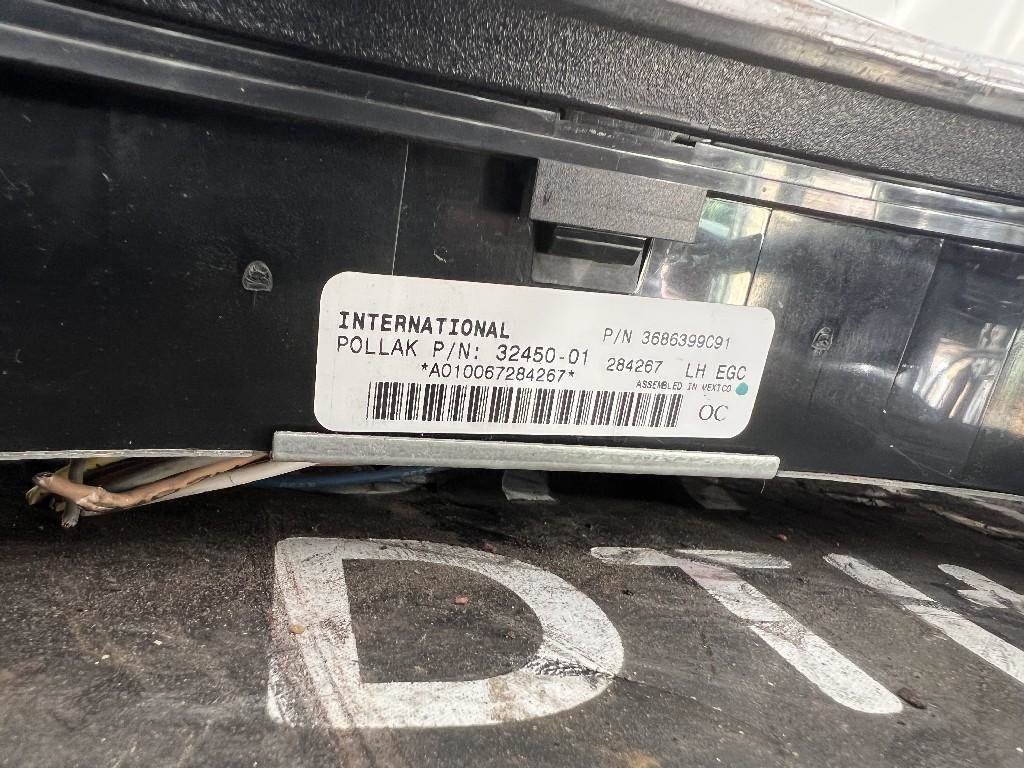 INTERNATIONAL P/N 3686399C91
POLLAK P/N: 32450-01 284267 LH EGC
*A010067284267* ASSEMBLED IN MEXICO
OC